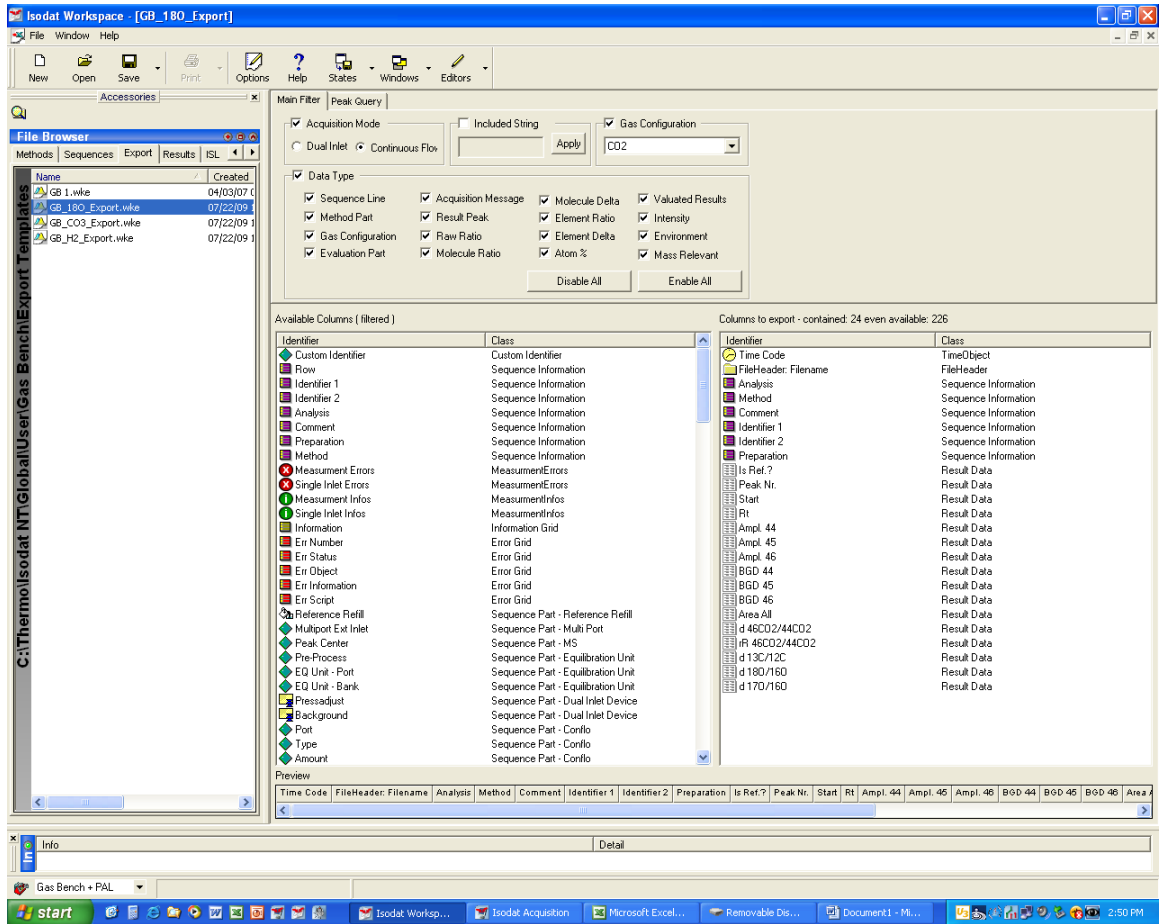 Isodat Workspace - [GB_18O_Export]
File Window Help
New Open Save Print Options Help States Windows Editors
Accessories
File Browser
Methods Sequences Export Results ISL
Name Created
GB 1.wke 04/03/07 0
GB_18O_Export.wke 07/22/09 1
GB_CO3_Export.wke 07/22/09 1
GB_H2_Export.wke 07/22/09 1
C:\Thermo\Isodat NT\Global\User\Gas Bench\Export Templates
Main Filter Peak Query
Acquisition Mode Included String Gas Configuration
Dual Inlet Continuous Flov Apply CO2
Data Type
Sequence Line Acquisition Message Molecule Delta Valuated Results
Method Part Result Peak Element Ratio Intensity
Gas Configuration Raw Ratio Element Delta Environment
Evaluation Part Molecule Ratio Atom % Mass Relevant
Disable All Enable All
Available Columns ( filtered )
Identifier Class
Custom Identifier Custom Identifier
Row Sequence Information
Identifier 1 Sequence Information
Identifier 2 Sequence Information
Analysis Sequence Information
Comment Sequence Information
Preparation Sequence Information
Method Sequence Information
Measurment Errors MeasurmentErrors
Single Inlet Errors MeasurmentErrors
Measurment Infos MeasurmentInfos
Single Inlet Infos MeasurmentInfos
Information Information Grid
Err Number Error Grid
Err Status Error Grid
Err Object Error Grid
Err Information Error Grid
Err Script Error Grid
Reference Refill Sequence Part - Reference Refill
Multiport Ext Inlet Sequence Part - Multi Port
Peak Center Sequence Part - MS
Pre-Process Sequence Part - Equilibration Unit
EQ Unit - Port Sequence Part - Equilibration Unit
EQ Unit - Bank Sequence Part - Equilibration Unit
Pressadjust Sequence Part - Dual Inlet Device
Background Sequence Part - Dual Inlet Device
Port Sequence Part - Conflo
Type Sequence Part - Conflo
Amount Sequence Part - Conflo
Columns to export - contained: 24 even available: 226
Identifier Class
Time Code TimeObject
FileHeader: Filename FileHeader
Analysis Sequence Information
Method Sequence Information
Comment Sequence Information
Identifier 1 Sequence Information
Identifier 2 Sequence Information
Preparation Sequence Information
Is Ref.? Result Data
Peak Nr. Result Data
Start Result Data
Rt Result Data
Ampl. 44 Result Data
Ampl. 45 Result Data
Ampl. 46 Result Data
BGD 44 Result Data
BGD 45 Result Data
BGD 46 Result Data
Area All Result Data
d 46CO2/44CO2 Result Data
rR 46CO2/44CO2 Result Data
d 13C/12C Result Data
d 18O/16O Result Data
d 17O/16O Result Data
Preview
Time Code FileHeader: Filename Analysis Method Comment Identifier 1 Identifier 2 Preparation Is Ref.? Peak Nr. Start Rt Ampl. 44 Ampl. 45 Ampl. 46 BGD 44 BGD 45 BGD 46 Area A
In
Info Detail
Gas Bench + PAL
start Isodat Worksp... Isodat Acquisition Microsoft Excel... Removable Dis... Document1 - Mi... 2:50 PM